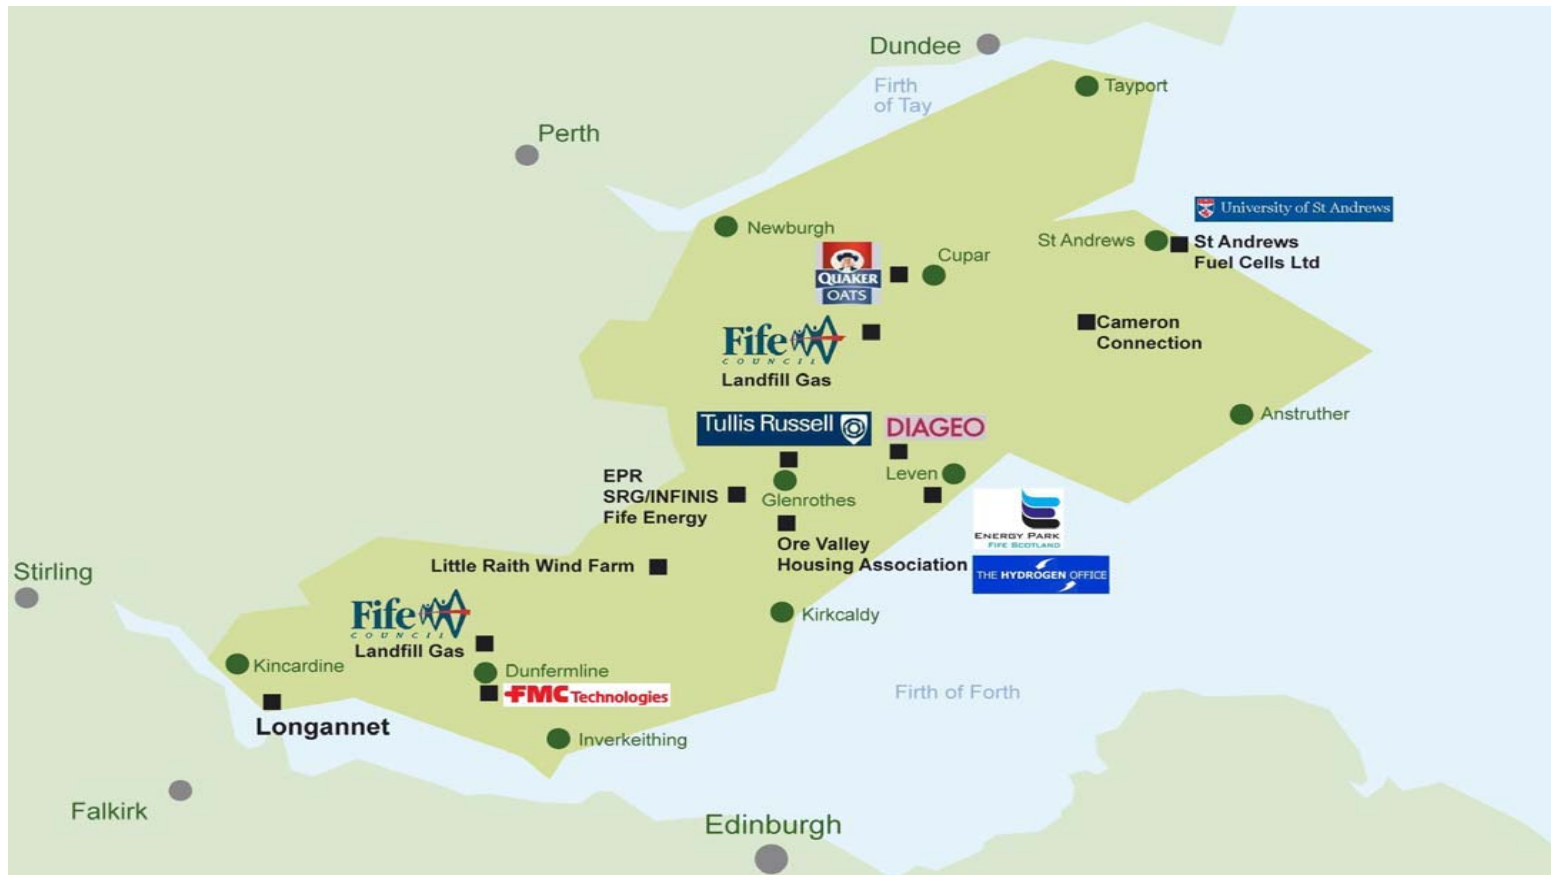 Dundee
Firth
of Tay
Tayport
Perth
University of St Andrews
Newburgh
St Andrews
St Andrews
Fuel Cells Ltd
Cupar
QUAKER
OATS
Fife
COUNCIL
Landfill Gas
Cameron
Connection
Tullis Russell
DIAGEO
Anstruther
EPR
SRG/INFINIS
Fife Energy
Leven
Glenrothes
ENERGY PARK
FIFE SCOTLAND
Ore Valley
Housing Association
THE HYDROGEN OFFICE
Little Raith Wind Farm
Stirling
Fife
COUNCIL
Landfill Gas
Kirkcaldy
Kincardine
Dunfermline
FMC Technologies
Firth of Forth
Longannet
Inverkeithing
Falkirk
Edinburgh